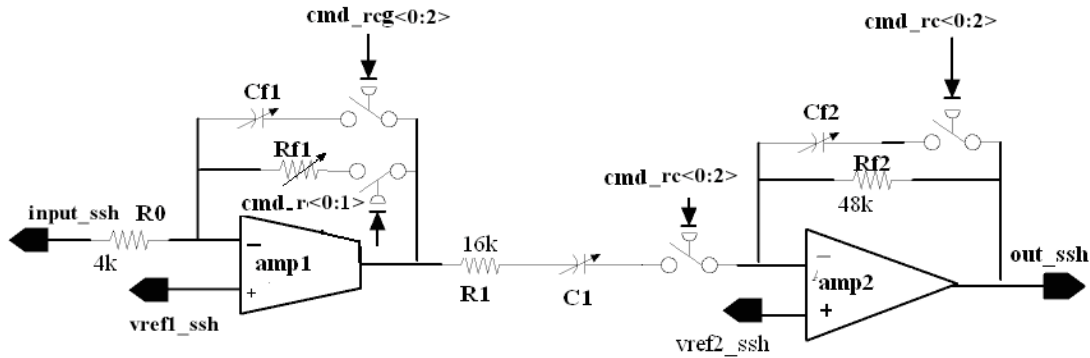 cmd_rcg<0:2>
cmd_rc<0:2>
Cf1
Cf2
Rf1
Rf2
cmd_rc<0:2>
48k
cmd_r<0:1>
input_ssh
R0
4k
amp1
16k
R1
C1
vref1_ssh
amp2
out_ssh
vref2_ssh